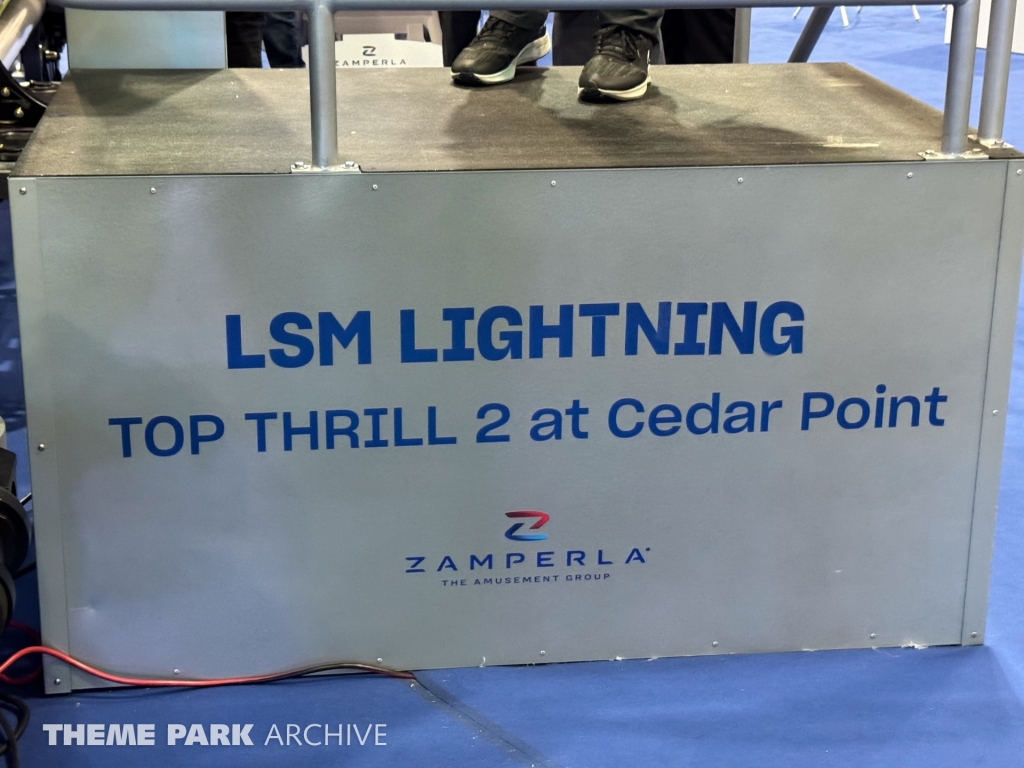 ZAMPERLA
LSM LIGHTNING
TOP THRILL 2 at Cedar Point
ZAMPERLA
THE AMUSEMENT GROUP
THEME PARK ARCHIVE